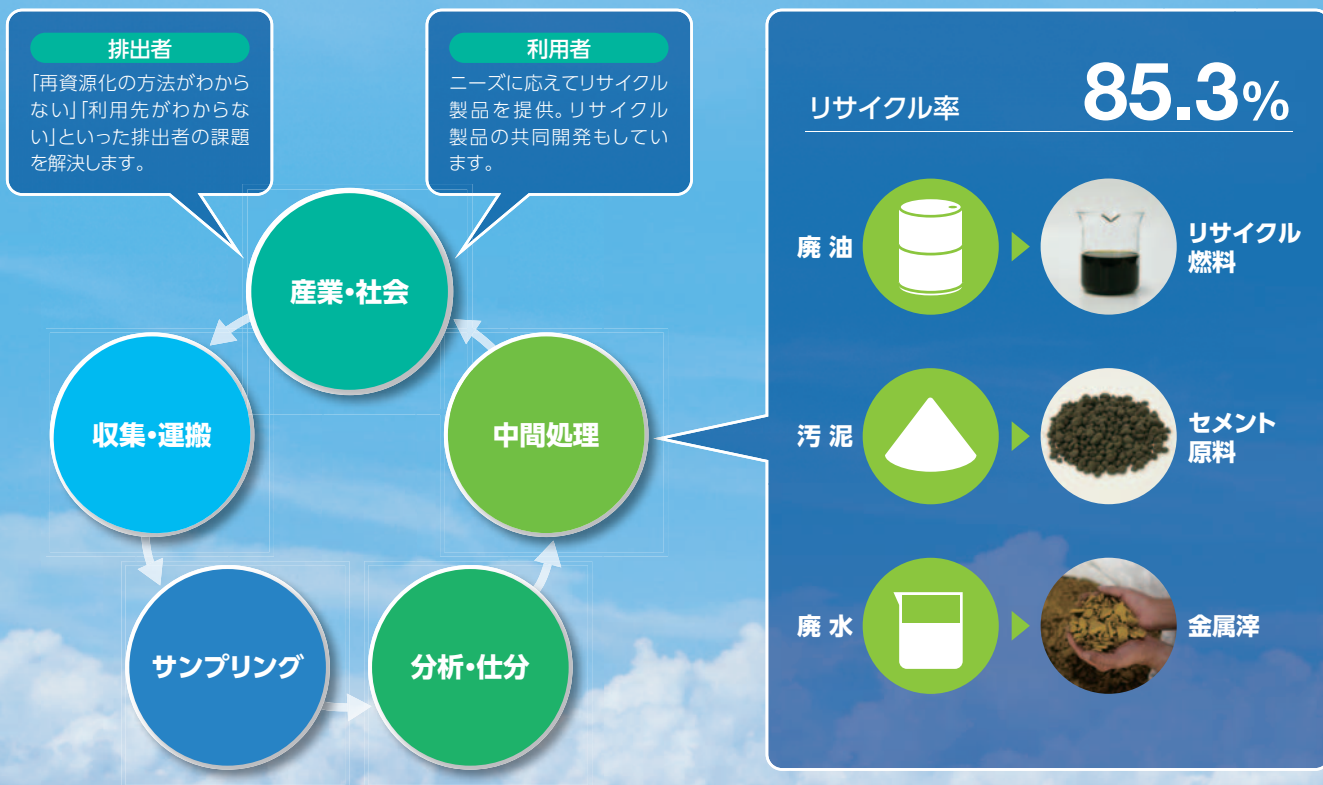 排出者
「再資源化の方法がわから
ない」「利用先がわからな
い」といった排出者の課題
を解決します。
利用者
ニーズに応えてリサイクル
製品を提供。リサイクル
製品の共同開発もしてい
ます。
産業・社会
収集・運搬
中間処理
サンプリング
分析・仕分
リサイクル率 85.3%
廃油
リサイクル
燃料
汚泥
セメント
原料
廃水
金属滓